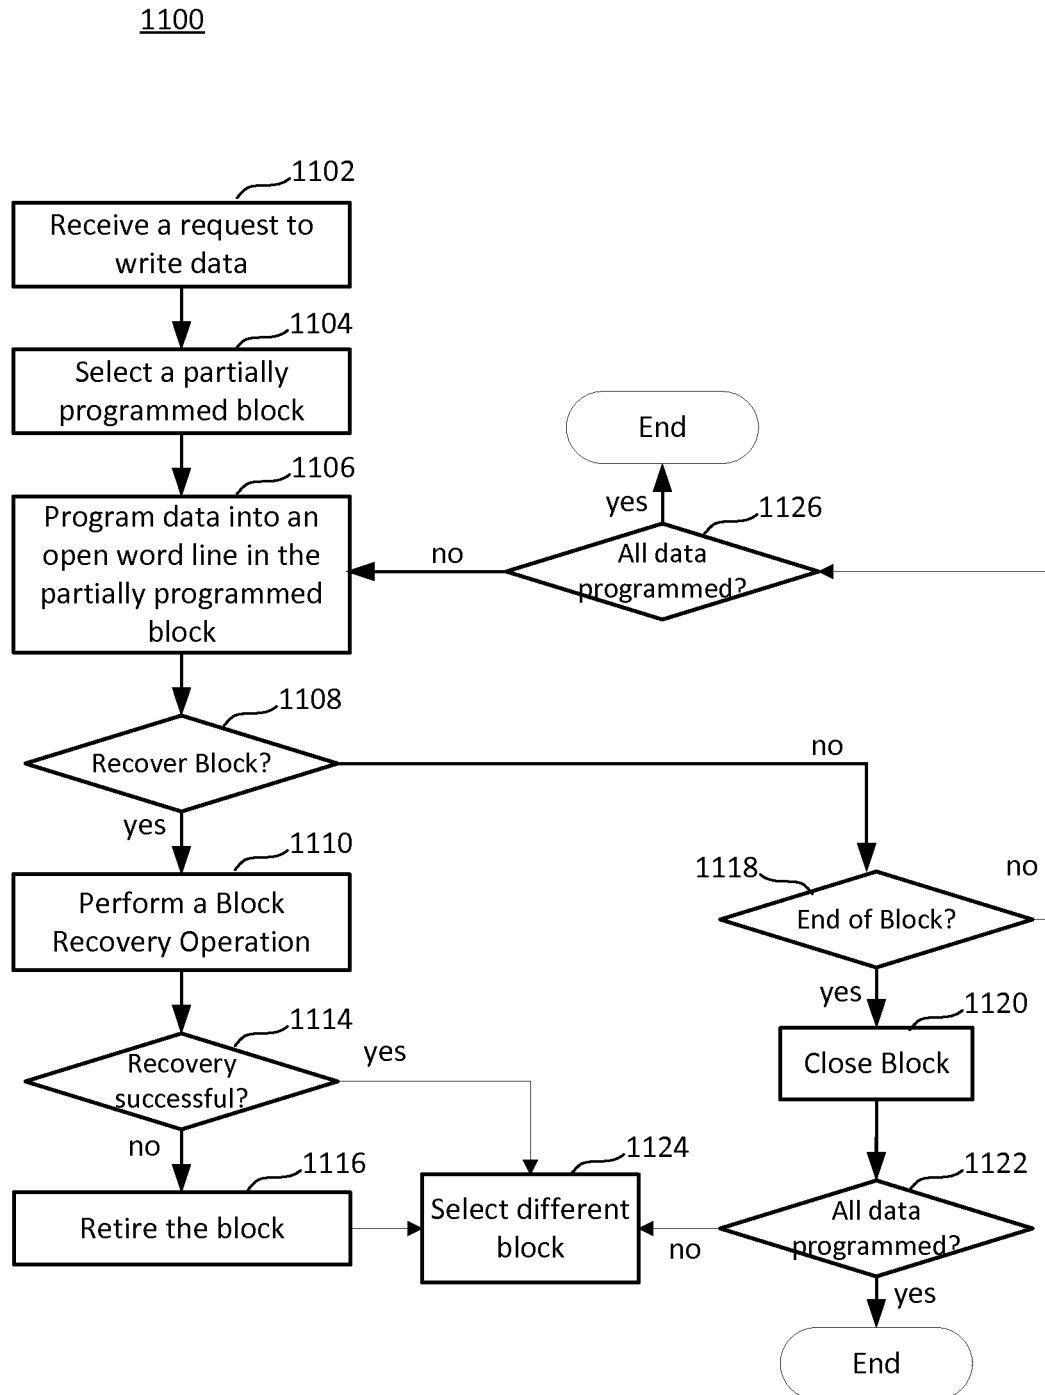 1100
1102
Receive a request to
write data
1104
Select a partially
programmed block
End
1106
yes
1126
Program data into an
open word line in the
partially programmed
block
no
All data
programmed?
1108
Recover Block?
no
yes
1110
Perform a Block
Recovery Operation
1118
no
End of Block?
yes
1120
Close Block
1114
Recovery
successful?
yes
no
1116
Retire the block
1124
Select different
block
1122
All data
programmed?
no
yes
End